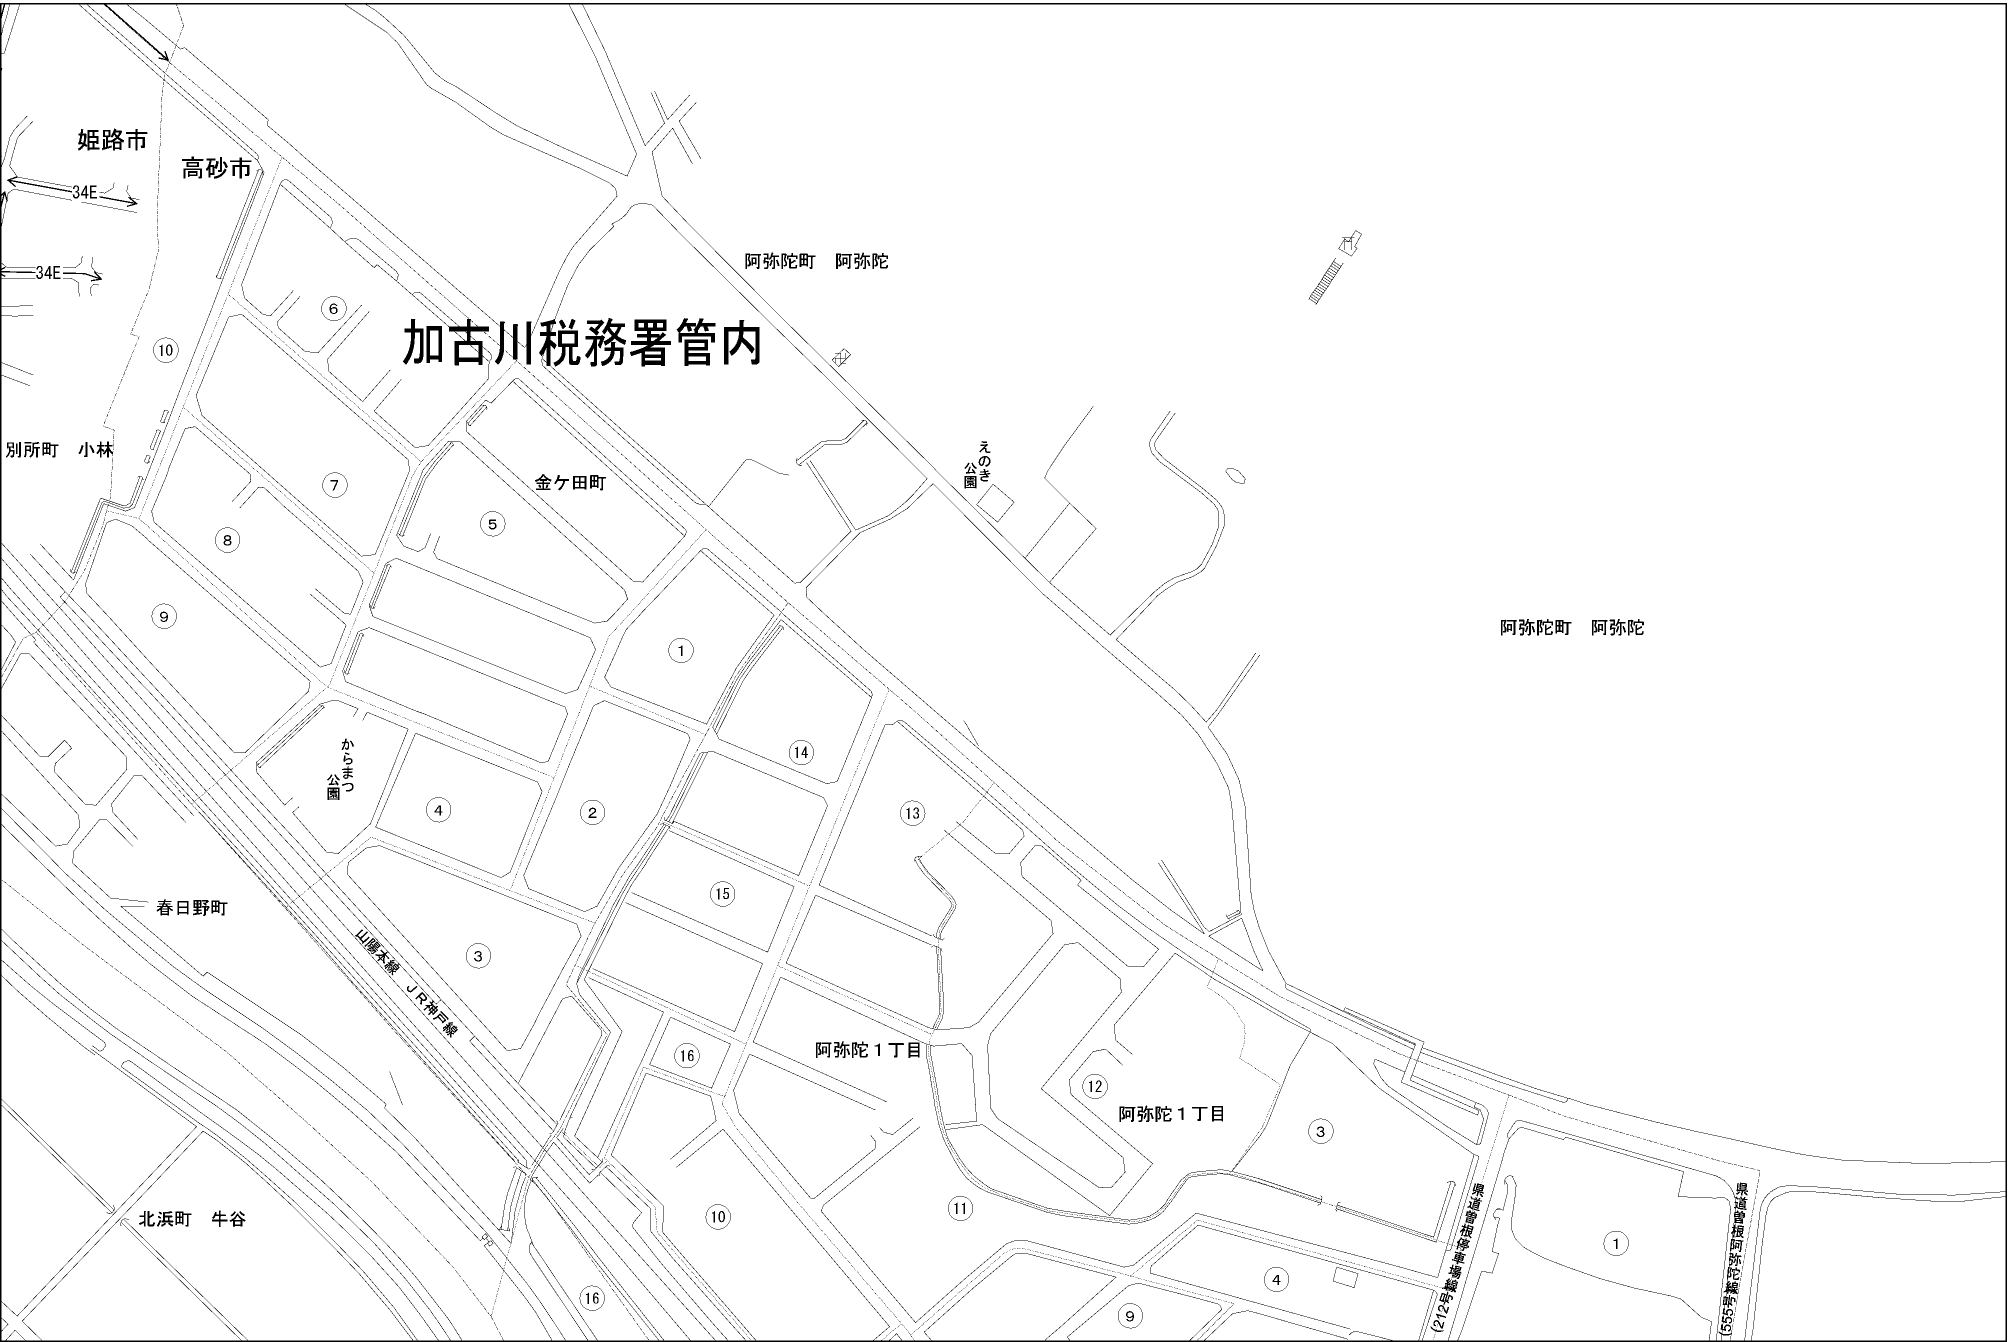 姫路市
高砂市
34E
34E
阿弥陀町　阿弥陀
⑥
加古川税務署管内
⑩
別所町　小林
えのき
公園
金ケ田町
⑦
⑤
⑧
⑨
阿弥陀町　阿弥陀
①
⑭
からまつ
公園
④
②
⑬
⑮
春日野町
③
山陽本線　ＪＲ神戸線
⑯
阿弥陀１丁目
⑫
阿弥陀１丁目
③
北浜町　牛谷
⑩
⑪
①
④
⑯
⑨
県道曽根停車場線
(212号線)
県道曽根阿弥陀線
(555号線)